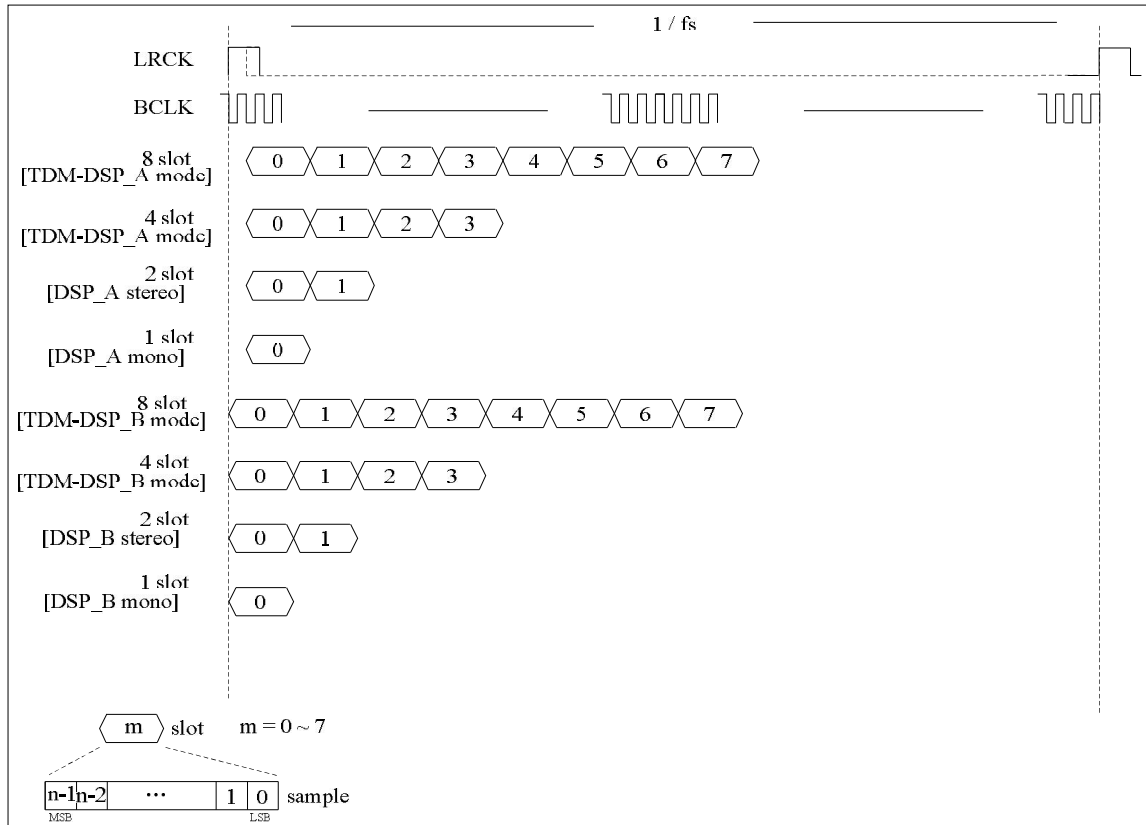 1 / fs
LRCK
BCLK
8 slot
[TDM-DSP_A mode]
0 1 2 3 4 5 6 7
4 slot
[TDM-DSP_A mode]
0 1 2 3
2 slot
[DSP_A stereo]
0 1
1 slot
[DSP_A mono]
0
8 slot
[TDM-DSP_B mode]
0 1 2 3 4 5 6 7
4 slot
[TDM-DSP_B mode]
0 1 2 3
2 slot
[DSP_B stereo]
0 1
1 slot
[DSP_B mono]
0
m slot m = 0 ~ 7
n-1 n-2 ... 1 0 sample
MSB LSB